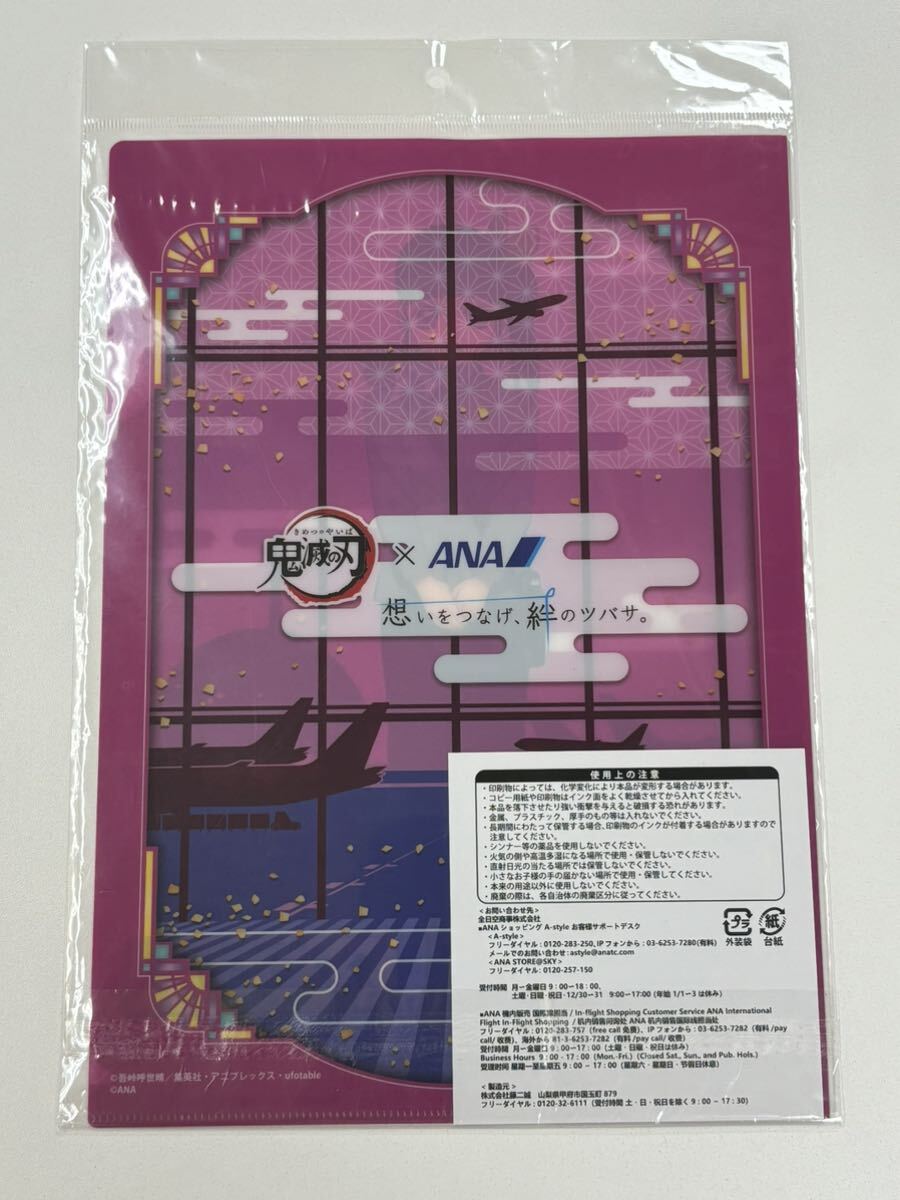 きめつのやいば
鬼滅の刃 × ANA
想いをつなげ、絆のツバサ。
使用上の注意
・印刷物によっては、化学変化により本品が変形する場合があります。
・コピー用紙や印刷物はインク面をよく乾燥させてから入れてください。
・本品を落下させたり強い衝撃を与えると破損する恐れがあります。
・金属、プラスチック、厚手のもの等は入れないでください。
・長期間にわたって保管する場合、印刷物のインクが付着する場合がありますので
注意してください。
・シンナー等の薬品を使用しないでください。
・火気の側や高温多湿になる場所で使用・保管しないでください。
・直射日光の当たる場所では保管しないでください。
・小さなお子様の手の届かない場所で使用・保管してください。
・本来の用途以外に使用しないでください。
・廃棄の際は、各自治体の廃棄区分に従ってください。
<お問い合わせ先>
全日空商事株式会社
■ANA ショッピング A-style お客様サポートデスク
<A-style>
フリーダイヤル : 0120-283-250, IP フォンから : 03-6253-7280(有料)
メールでのお問い合わせ : astyle@anatc.com
<ANA STORE@SKY>
フリーダイヤル : 0120-257-150
プラ
外装袋
紙
台紙
受付時間 月~金曜日 9 : 00~18 : 00、
土曜・日曜・祝日・12/30~31 9:00~17:00 (年始 1/1~3 は休み)
■ANA 機内販売 国際線担当 / In-flight Shopping Customer Service ANA International
Flight In-Flight Shopping / 机内销售问询处 ANA 机内销售国际线担当处
フリーダイヤル : 0120-283-757 (free call 免費)、IP フォンから : 03-6253-7282 (有料 /pay
call/ 收费)、海外から 81-3-6253-7282 (有料 /pay call/ 收费)
受付時間 月~金曜日 9 : 00~17 : 00 (土曜・日曜・祝日は休み)
Business Hours 9 : 00 - 17 : 00 (Mon.-Fri.) (Closed Sat., Sun., and Pub. Hols.)
受理时间 星期一至星期五 9 : 00 - 17 : 00 (星期六・星期日・节假日休息)
<製造元>
株式会社藤二誠 山梨県甲府市国玉町 879
フリーダイヤル : 0120-32-6111 (受付時間 土・日・祝日を除く 9 : 00 ~ 17 : 30)
©吾峠呼世晴/集英社・アニプレックス・ufotable
©ANA